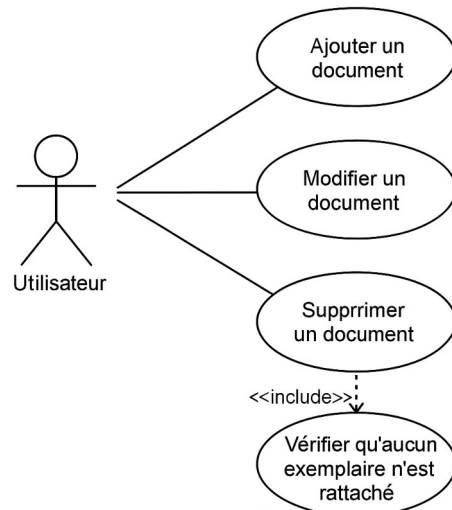 Ajouter un
document
Modifier un
document
Utilisateur
Supprrimer
un document
<<include>>
Vérifier qu'aucun
exemplaire n'est
rattaché